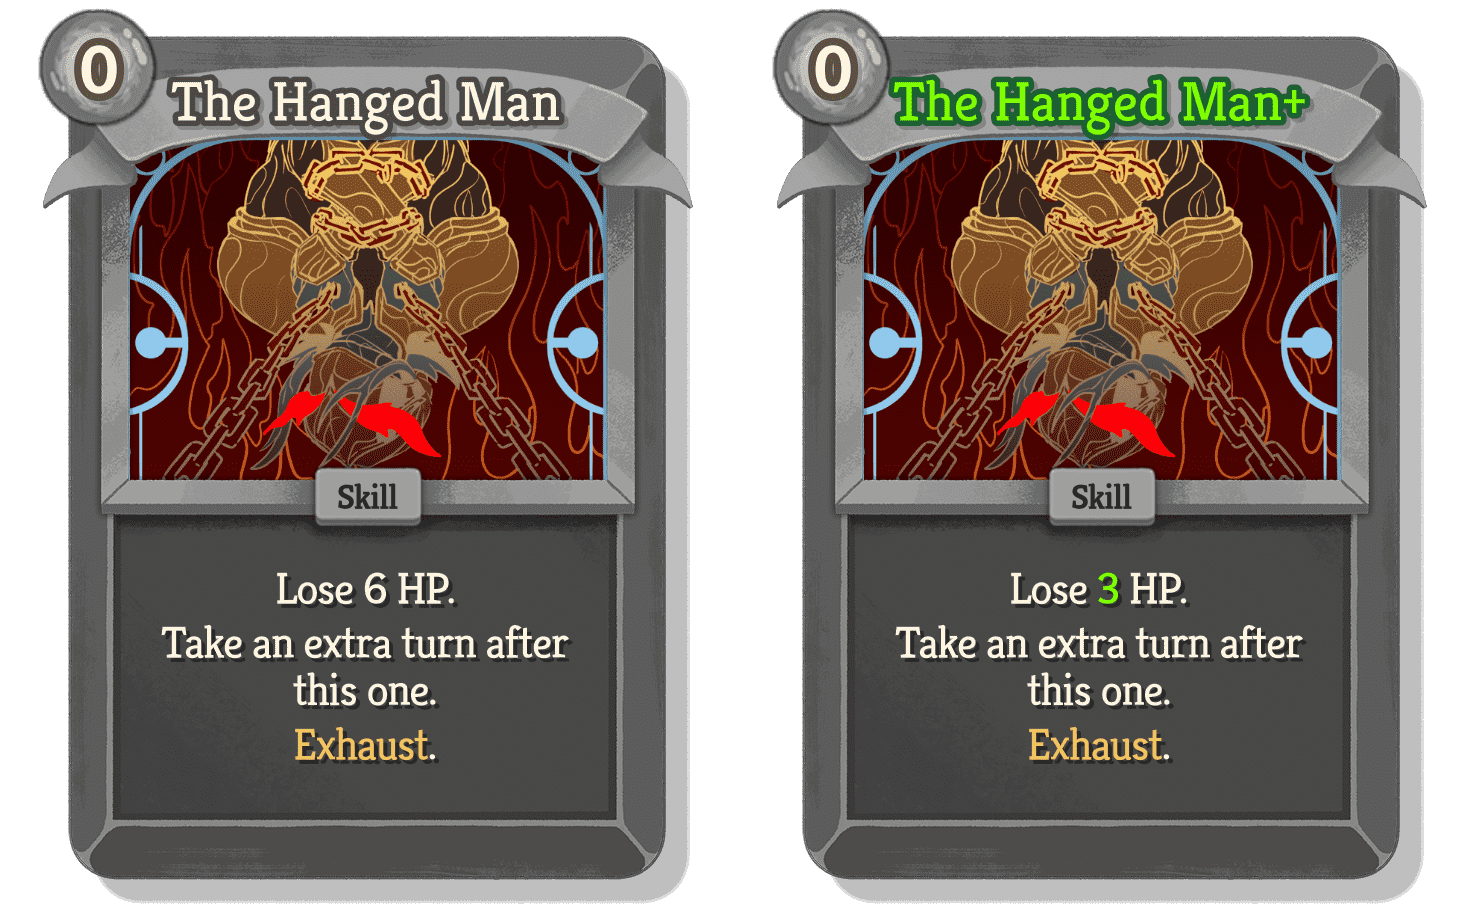 0
The Hanged Man
Skill
Lose 6 HP.
Take an extra turn after
this one.
Exhaust.
0
The Hanged Man+
Skill
Lose 3 HP.
Take an extra turn after
this one.
Exhaust.